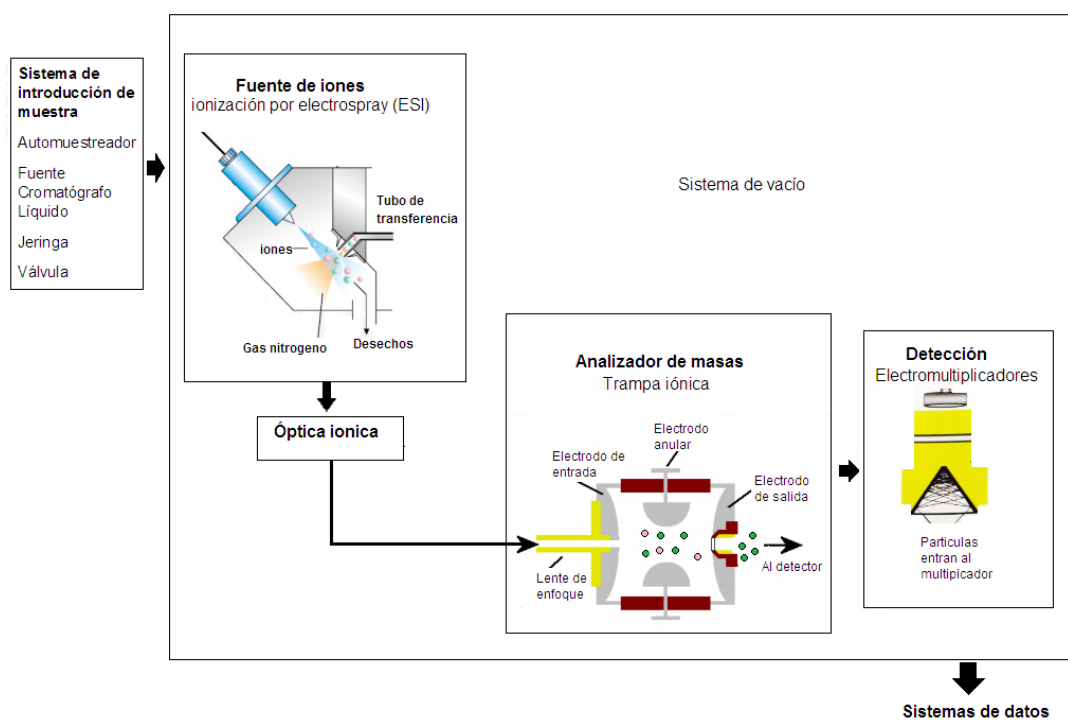 Sistema de
introducción de
muestra
Automuestreador
Fuente
Cromatógrafo
Líquido
Jeringa
Válvula
Fuente de iones
ionización por electrospray (ESI)
Tubo de
transferencia
iones
Gas nitrogeno
Desechos
Sistema de vacío
Óptica ionica
Analizador de masas
Trampa iónica
Electrodo
anular
Electrodo de
entrada
Electrodo
de salida
Lente de
enfoque
Al detector
Detección
Electromultiplicadores
Particulas
entran al
multipicador
Sistemas de datos